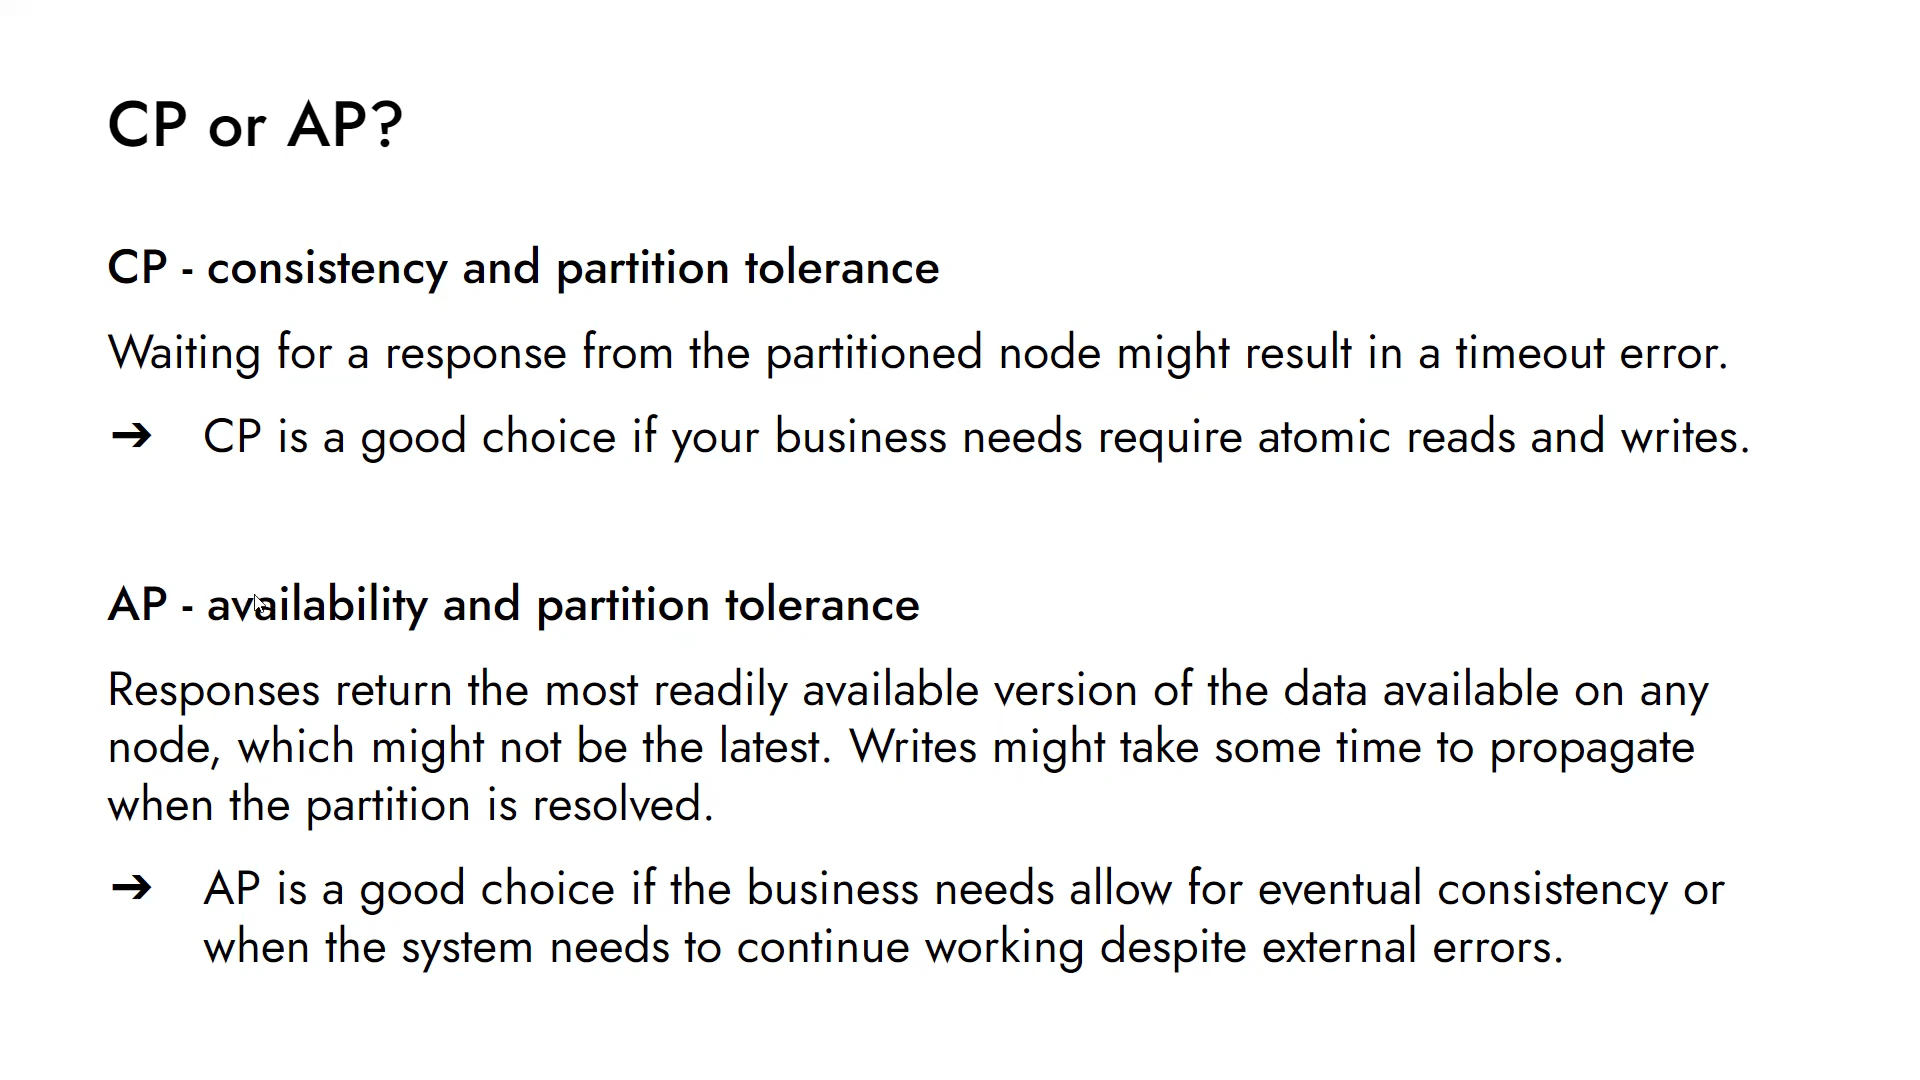 CP or AP?
CP - consistency and partition tolerance
Waiting for a response from the partitioned node might result in a timeout error.
➔ CP is a good choice if your business needs require atomic reads and writes.
AP - availability and partition tolerance
Responses return the most readily available version of the data available on any
node, which might not be the latest. Writes might take some time to propagate
when the partition is resolved.
➔ AP is a good choice if the business needs allow for eventual consistency or
when the system needs to continue working despite external errors.